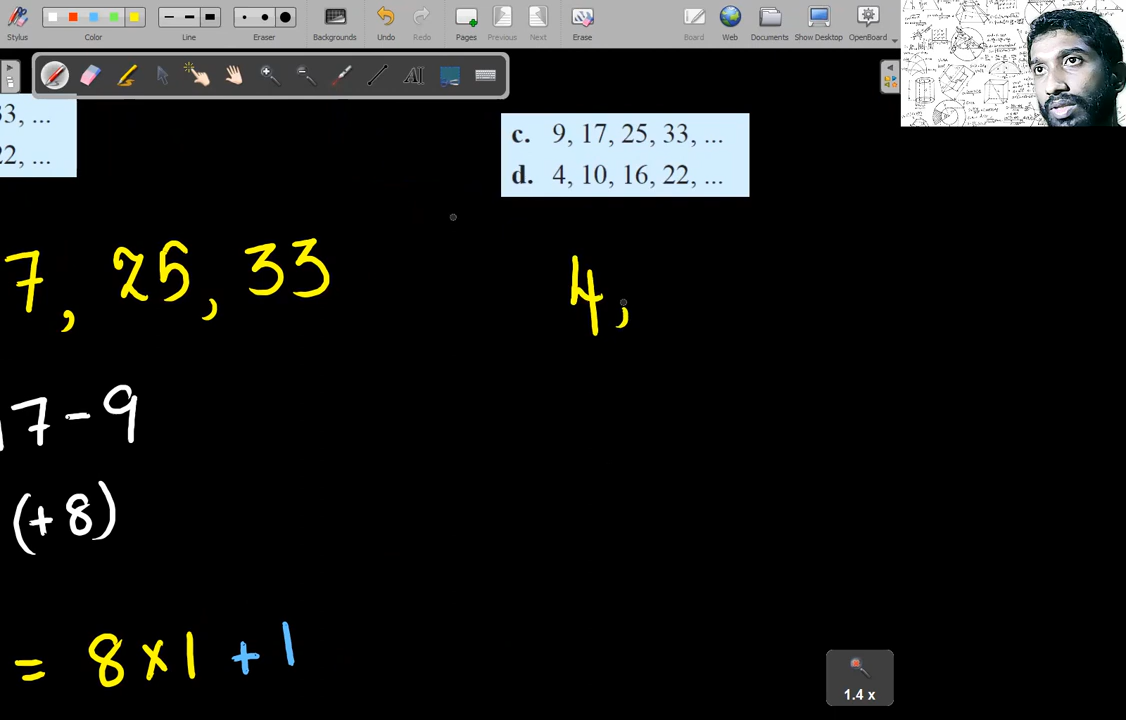 Stylus
Color
Line
Eraser
Backgrounds
Undo
Redo
Pages
Previous
Next
Erase
Board
Web
Documents
Show Desktop
OpenBoard
33, ...
22, ...
c. 9, 17, 25, 33, ...
d. 4, 10, 16, 22, ...
7, 25, 33
4,
17 - 9
(+8)
= 8 × 1 + 1
1.4 x